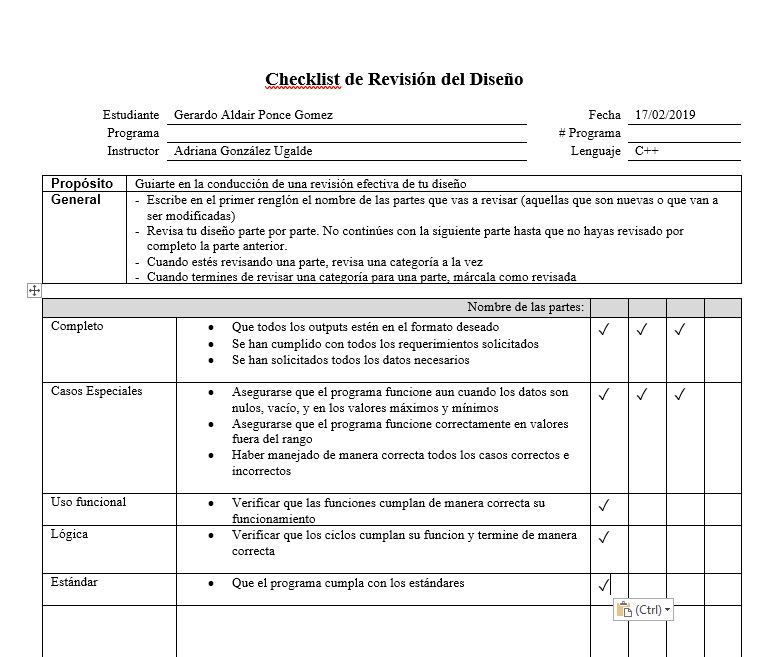 Checklist de Revisión del Diseño
Estudiante Gerardo Aldair Ponce Gomez Fecha 17/02/2019
Programa # Programa
Instructor Adriana González Ugalde Lenguaje C++
Propósito Guiarte en la conducción de una revisión efectiva de tu diseño
General - Escribe en el primer renglón el nombre de las partes que vas a revisar (aquellas que son nuevas o que van a
ser modificadas)
- Revisa tu diseño parte por parte. No continúes con la siguiente parte hasta que no hayas revisado por
completo la parte anterior.
- Cuando estés revisando una parte, revisa una categoría a la vez
- Cuando termines de revisar una categoría para una parte, márcala como revisada
Nombre de las partes:
Completo • Que todos los outputs estén en el formato deseado ✓ ✓ ✓
• Se han cumplido con todos los requerimientos solicitados
• Se han solicitados todos los datos necesarios
Casos Especiales • Asegurarse que el programa funcione aun cuando los datos son ✓ ✓ ✓
nulos, vacío, y en los valores máximos y mínimos
• Asegurarse que el programa funcione correctamente en valores
fuera del rango
• Haber manejado de manera correcta todos los casos correctos e
incorrectos
Uso funcional • Verificar que las funciones cumplan de manera correcta su ✓
funcionamiento
Lógica • Verificar que los ciclos cumplan su funcion y termine de manera ✓
correcta
Estándar • Que el programa cumpla con los estándares ✓
(Ctrl)